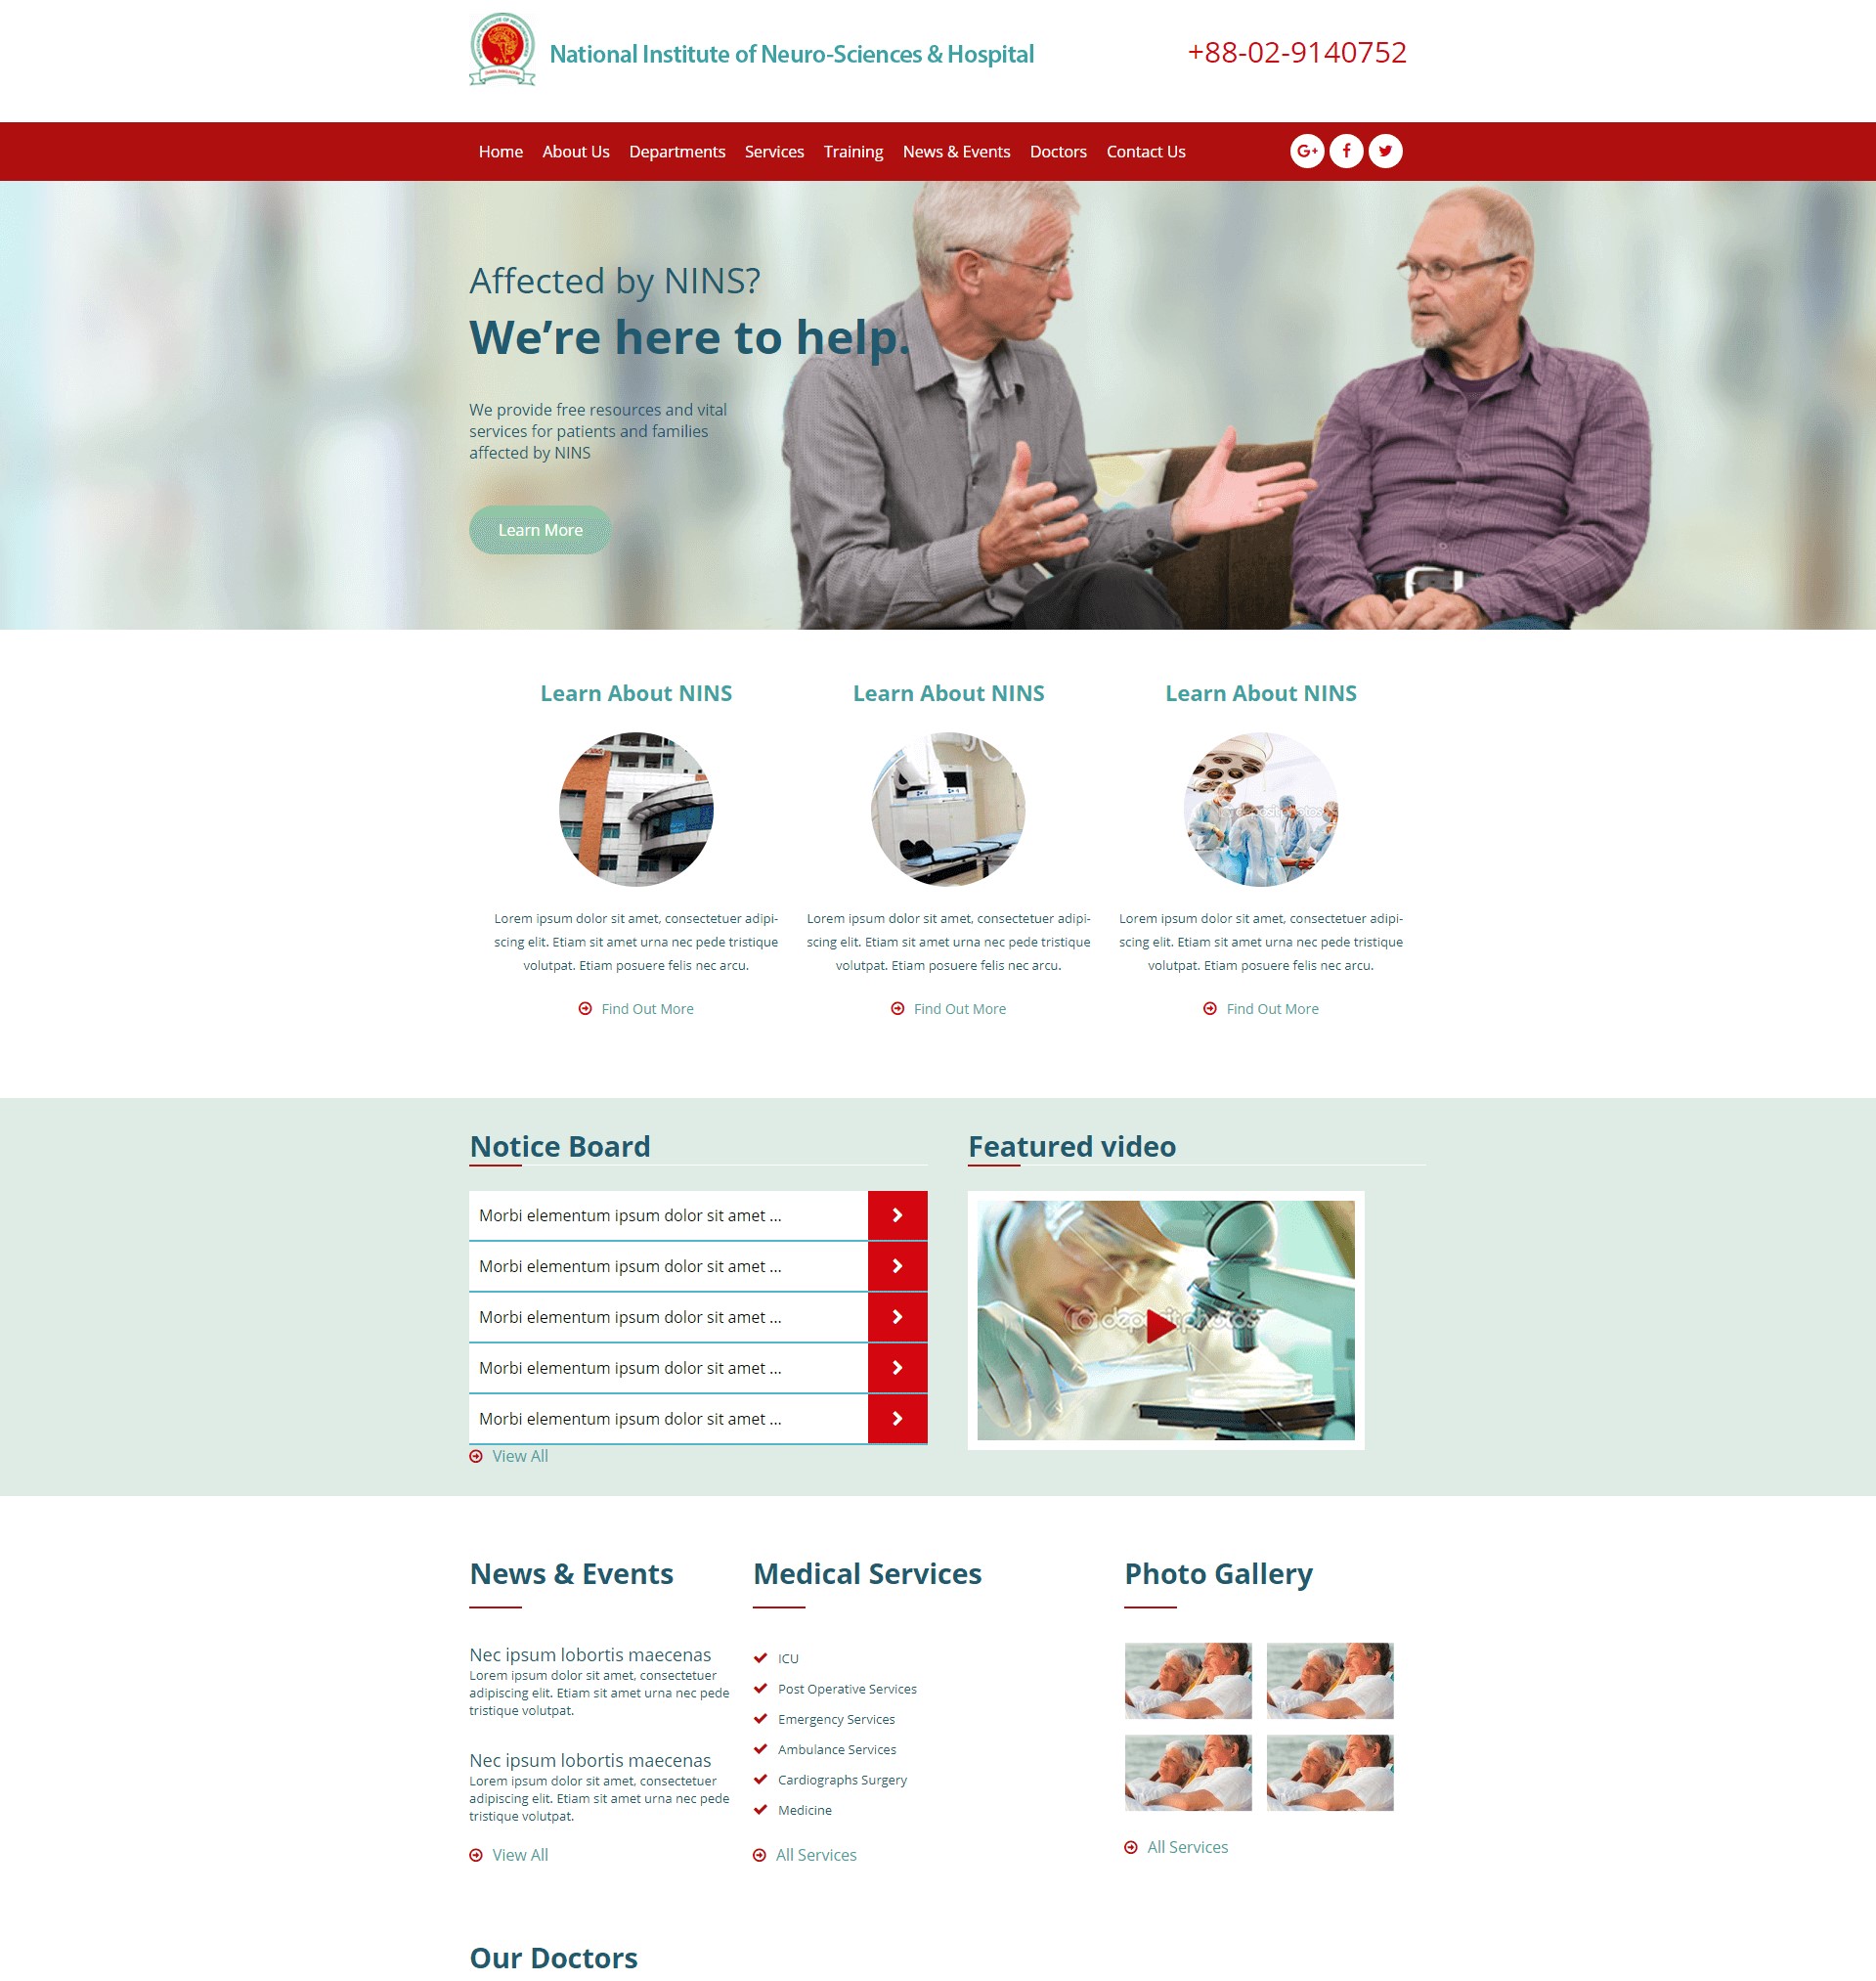 National Institute of Neuro-Sciences & Hospital
+88-02-9140752
Home About Us Departments Services Training News & Events Doctors Contact Us
Affected by NINS?
We’re here to help.
We provide free resources and vital
services for patients and families
affected by NINS
Learn More
Learn About NINS
Lorem ipsum dolor sit amet, consectetuer adipi-
scing elit. Etiam sit amet urna nec pede tristique
volutpat. Etiam posuere felis nec arcu.
Find Out More
Learn About NINS
Lorem ipsum dolor sit amet, consectetuer adipi-
scing elit. Etiam sit amet urna nec pede tristique
volutpat. Etiam posuere felis nec arcu.
Find Out More
Learn About NINS
depositphotos
Lorem ipsum dolor sit amet, consectetuer adipi-
scing elit. Etiam sit amet urna nec pede tristique
volutpat. Etiam posuere felis nec arcu.
Find Out More
Notice Board
Morbi elementum ipsum dolor sit amet ...
Morbi elementum ipsum dolor sit amet ...
Morbi elementum ipsum dolor sit amet ...
Morbi elementum ipsum dolor sit amet ...
Morbi elementum ipsum dolor sit amet ...
View All
Featured video
depositphotos
News & Events
Nec ipsum lobortis maecenas
Lorem ipsum dolor sit amet, consectetuer
adipiscing elit. Etiam sit amet urna nec pede
tristique volutpat.
Nec ipsum lobortis maecenas
Lorem ipsum dolor sit amet, consectetuer
adipiscing elit. Etiam sit amet urna nec pede
tristique volutpat.
View All
Medical Services
ICU
Post Operative Services
Emergency Services
Ambulance Services
Cardiographs Surgery
Medicine
All Services
Photo Gallery
All Services
Our Doctors